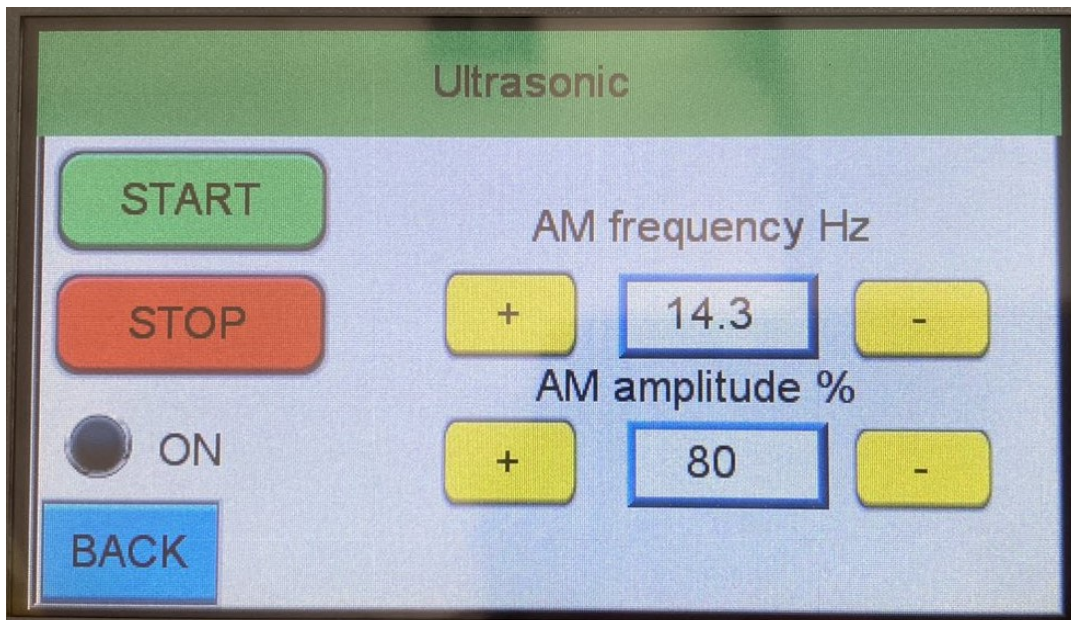 Ultrasonic
START
AM frequency Hz
STOP
+ 14.3 -
AM amplitude %
ON
+ 80 -
BACK